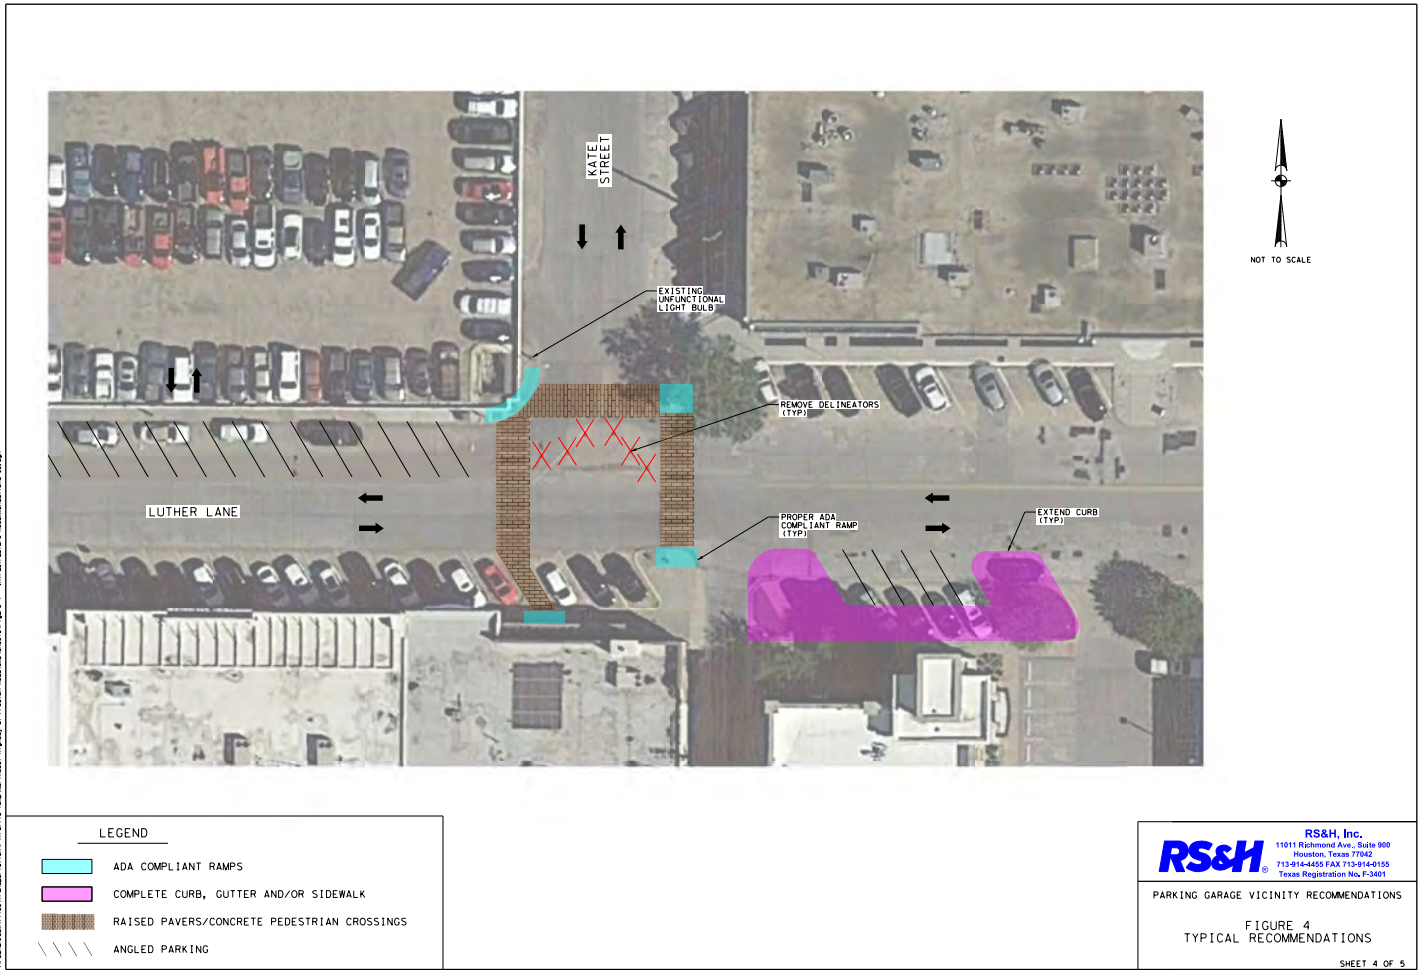 KATE
STREET
NOT TO SCALE
EXISTING
UNFUNCTIONAL
LIGHT BULB
REMOVE DELINEATORS
(TYP)
LUTHER LANE
PROPER ADA
COMPLIANT RAMP
(TYP)
EXTEND CURB
(TYP)
LEGEND
ADA COMPLIANT RAMPS
COMPLETE CURB, GUTTER AND/OR SIDEWALK
RAISED PAVERS/CONCRETE PEDESTRIAN CROSSINGS
ANGLED PARKING
RS&H®
RS&H, Inc.
11011 Richmond Ave., Suite 900
Houston, Texas 77042
713-914-4455 FAX 713-914-0155
Texas Registration No. F-3401
PARKING GARAGE VICINITY RECOMMENDATIONS
FIGURE 4
TYPICAL RECOMMENDATIONS
SHEET 4 OF 5